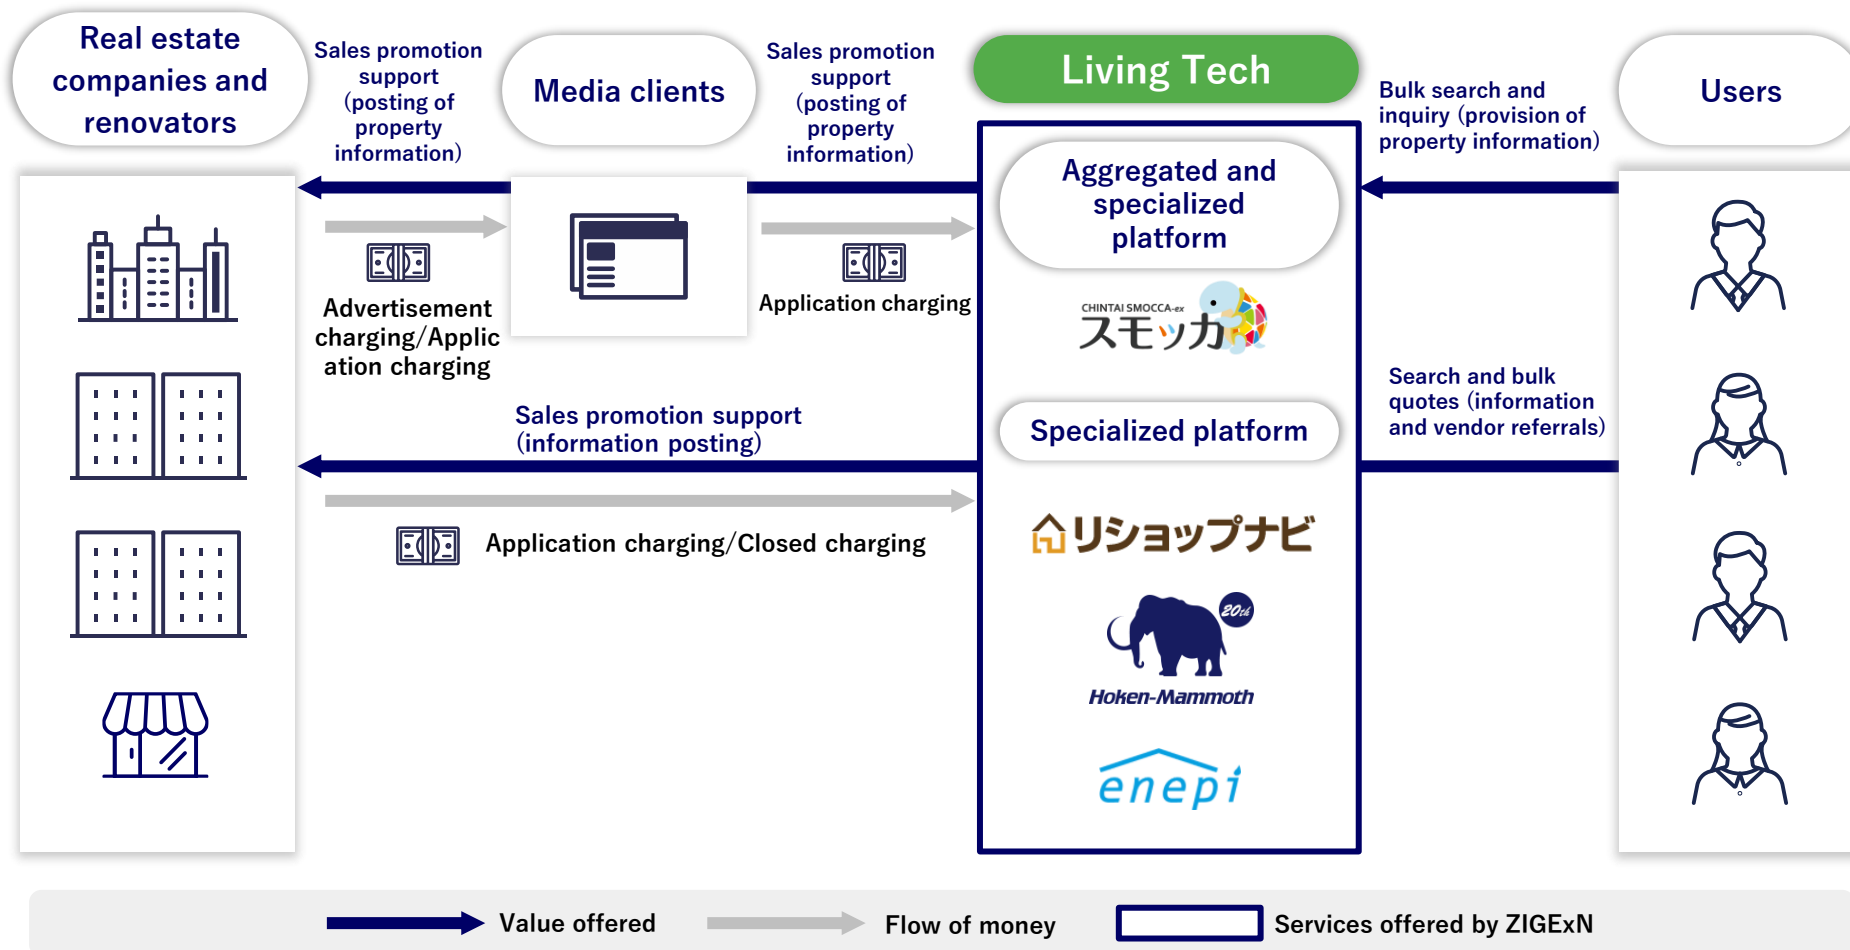 Real estate
companies and
renovators
Sales promotion
support
(posting of
property
information)
Media clients
Sales promotion
support
(posting of
property
information)
Living Tech
Bulk search and
inquiry (provision of
property information)
Users
Aggregated and
specialized
platform
Advertisement
charging/Applic
ation charging
Application charging
CHINTAI SMOCCA-ex
スモッカ
Search and bulk
quotes (information
and vendor referrals)
Sales promotion support
(information posting)
Specialized platform
Application charging/Closed charging
リショップナビ
20th
Hoken-Mammoth
enepi
Value offered
Flow of money
Services offered by ZIGExN